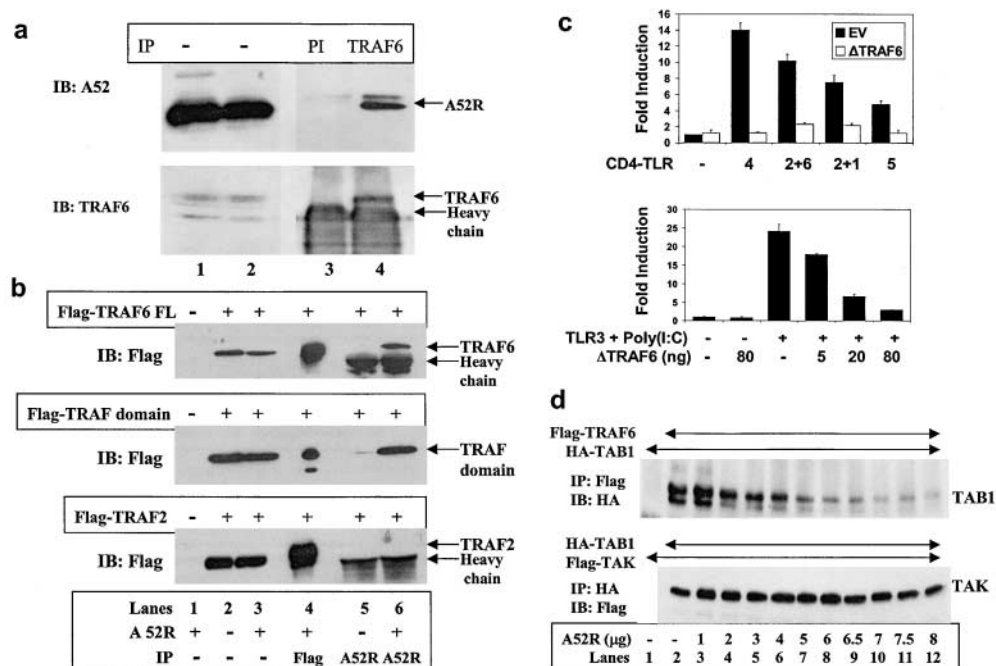 a
IP - - PI TRAF6
IB: A52
A52R
IB: TRAF6
TRAF6
Heavy
chain
1 2 3 4
b
Flag-TRAF6 FL - + + + + +
IB: Flag
TRAF6
Heavy
chain
Flag-TRAF domain - + + + + +
IB: Flag
TRAF
domain
Flag-TRAF2 - + + + + +
IB: Flag
TRAF2
Heavy
chain
Lanes 1 2 3 4 5 6
A 52R + - + + - +
IP Flag A52R A52R
c
Fold Induction
16
14
12
10
8
6
4
2
0
EV
ΔTRAF6
CD4-TLR - 4 2+6 2+1 5
Fold Induction
30
25
20
15
10
5
0
TLR3 + Poly(I:C) - - + + + +
ΔTRAF6 (ng) - 80 - 5 20 80
d
Flag-TRAF6
HA-TAB1
IP: Flag
IB: HA
TAB1
HA-TAB1
Flag-TAK
IP: HA
IB: Flag
TAK
A52R (µg) - - 1 2 3 4 5 6 6.5 7 7.5 8
Lanes 1 2 3 4 5 6 7 8 9 10 11 12